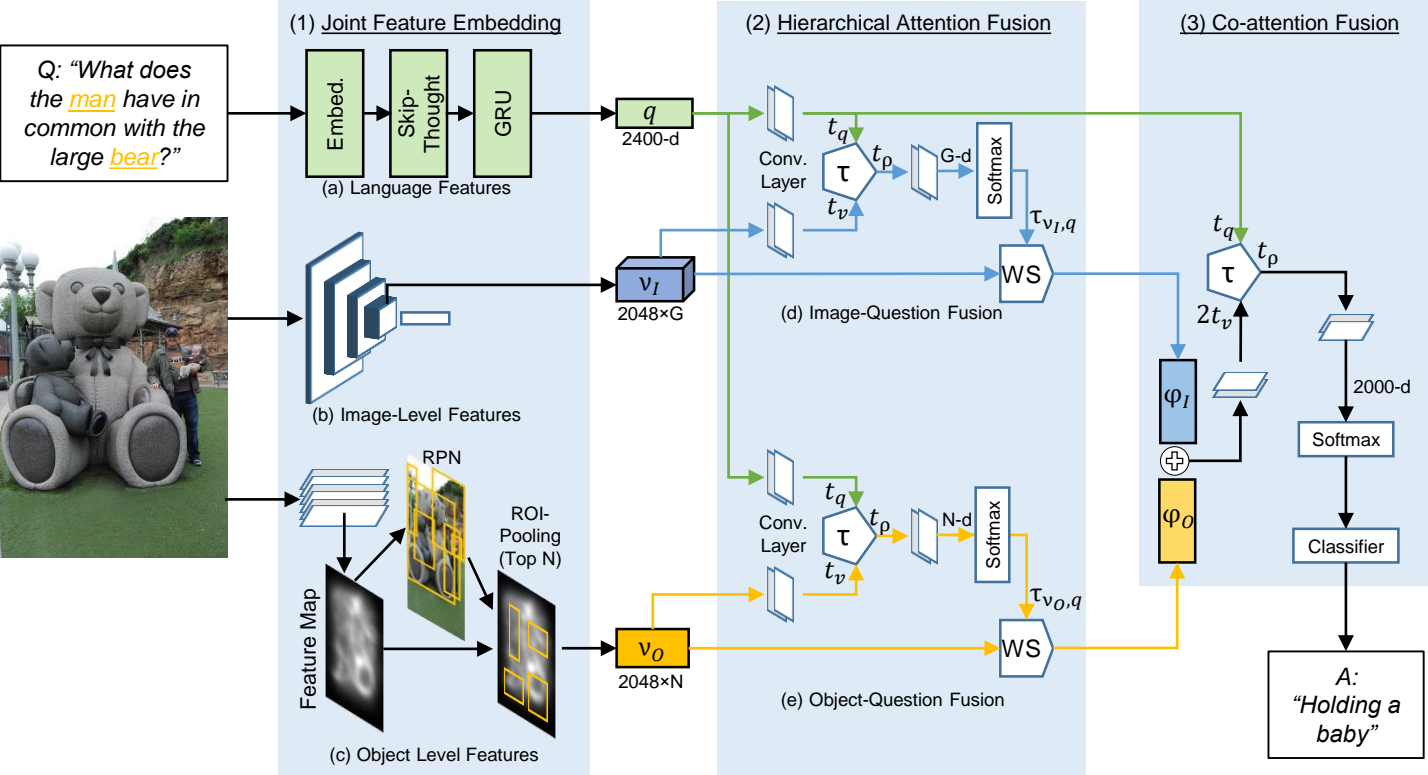 (1) Joint Feature Embedding
(2) Hierarchical Attention Fusion
(3) Co-attention Fusion
Q: “What does
the man have in
common with the
large bear?”
Embed.
Skip-
Thought
GRU
(a) Language Features
q
2400-d
(b) Image-Level Features
ν_I
2048×G
RPN
ROI-
Pooling
(Top N)
Feature Map
(c) Object Level Features
ν_O
2048×N
Conv.
Layer
t_q
τ
t_v
t_ρ
G-d
Softmax
τ_{ν_I,q}
WS
(d) Image-Question Fusion
Conv.
Layer
t_q
τ
t_v
t_ρ
N-d
Softmax
τ_{ν_O,q}
WS
(e) Object-Question Fusion
t_q
τ
t_ρ
2t_v
φ_I
φ_O
2000-d
Softmax
Classifier
A:
“Holding a
baby”